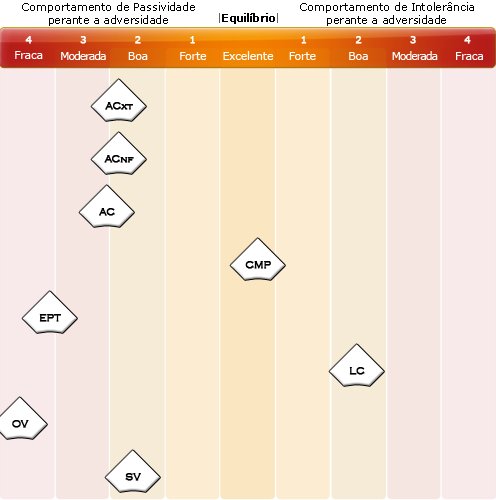 Comportamento de Passividade
perante a adversidade
|Equilíbrio|
Comportamento de Intolerância
perante a adversidade
4 3 2 1 1 2 3 4
Fraca Moderada Boa Forte Excelente Forte Boa Moderada Fraca
ACXT
ACNF
AC
CMP
EPT
LC
OV
SV